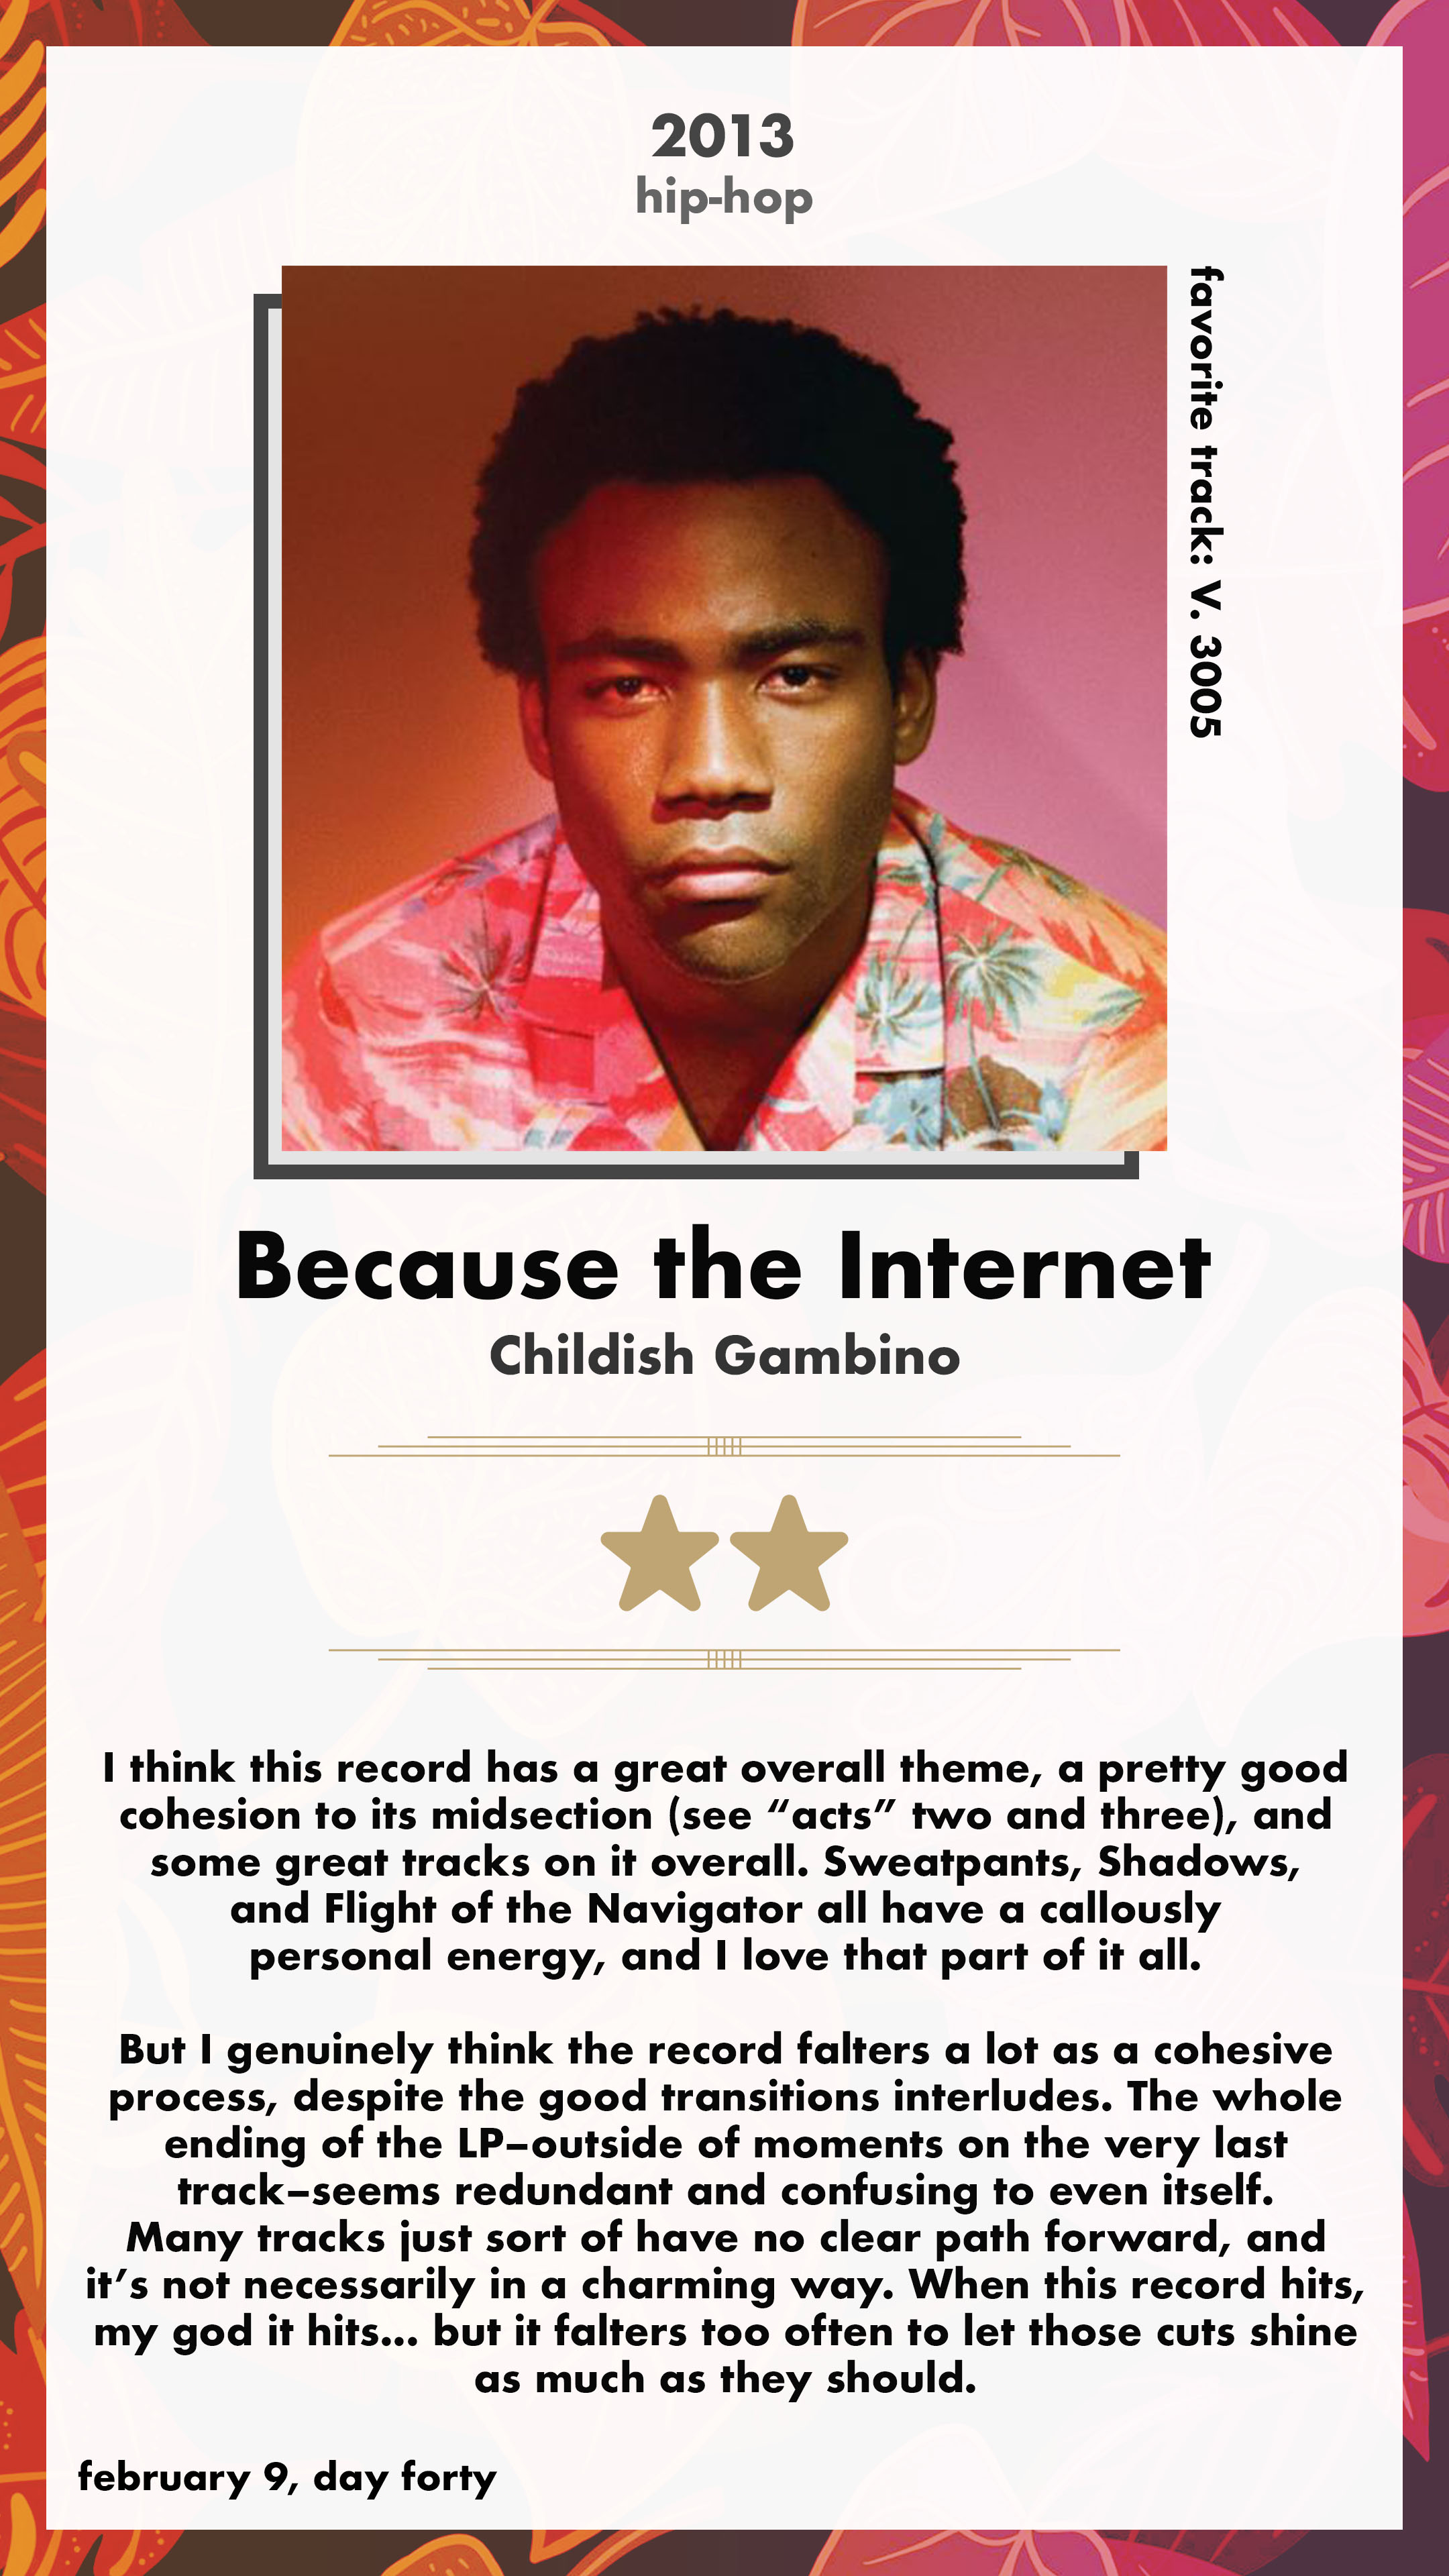 2013
hip-hop
favorite track: V. 3005
Because the Internet
Childish Gambino
I think this record has a great overall theme, a pretty good
cohesion to its midsection (see “acts” two and three), and
some great tracks on it overall. Sweatpants, Shadows,
and Flight of the Navigator all have a callously
personal energy, and I love that part of it all.
But I genuinely think the record falters a lot as a cohesive
process, despite the good transitions interludes. The whole
ending of the LP–outside of moments on the very last
track–seems redundant and confusing to even itself.
Many tracks just sort of have no clear path forward, and
it’s not necessarily in a charming way. When this record hits,
my god it hits... but it falters too often to let those cuts shine
as much as they should.
february 9, day forty